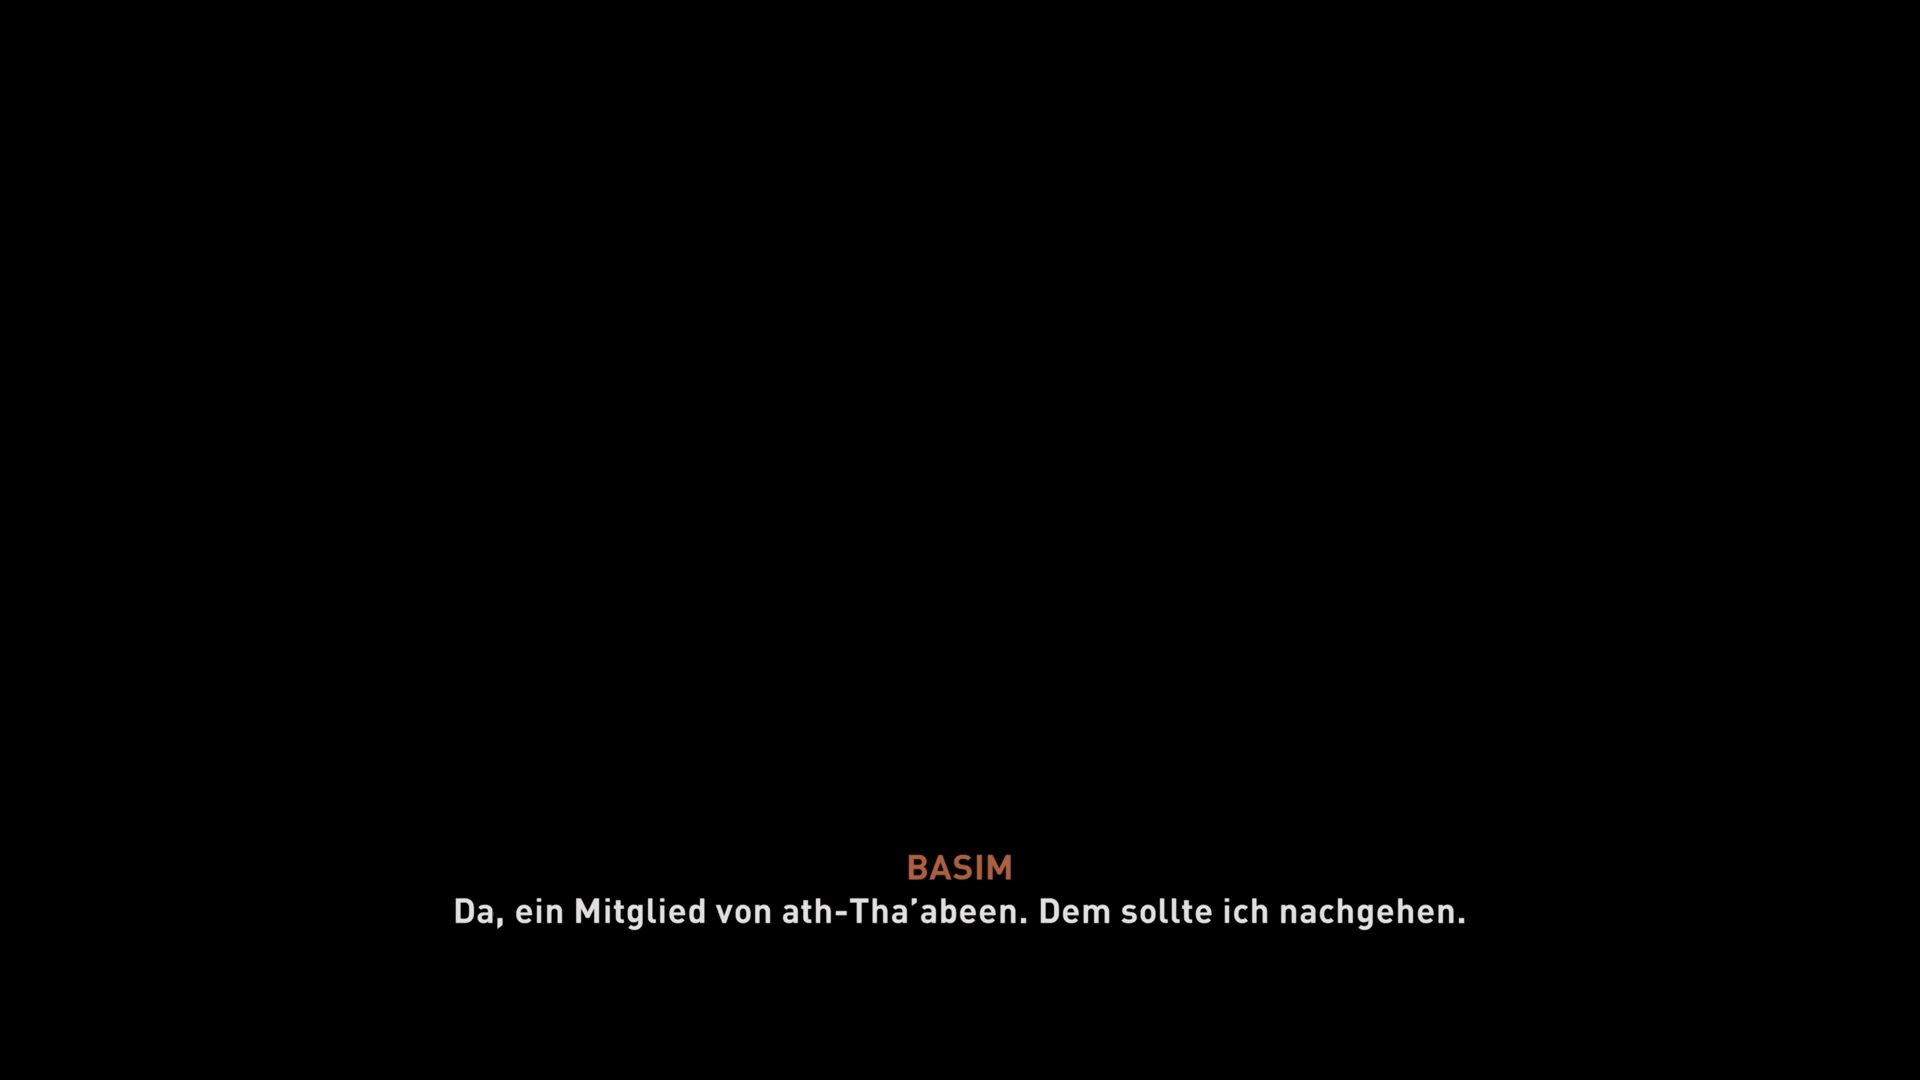 BASIM
Da, ein Mitglied von ath-Tha’abeen. Dem sollte ich nachgehen.